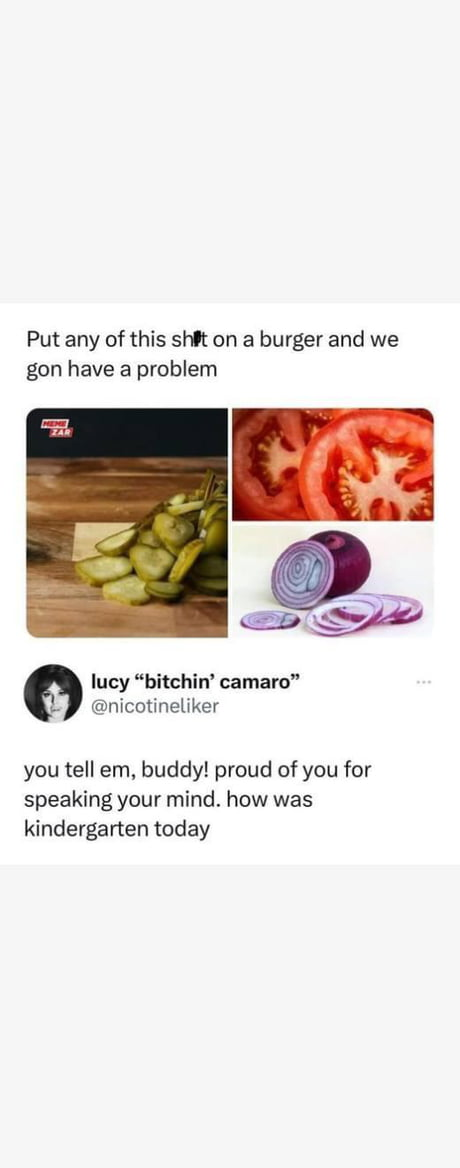 Put any of this sh*t on a burger and we
gon have a problem
MEME
ZAR
lucy “bitchin’ camaro”
@nicotineliker
you tell em, buddy! proud of you for
speaking your mind. how was
kindergarten today